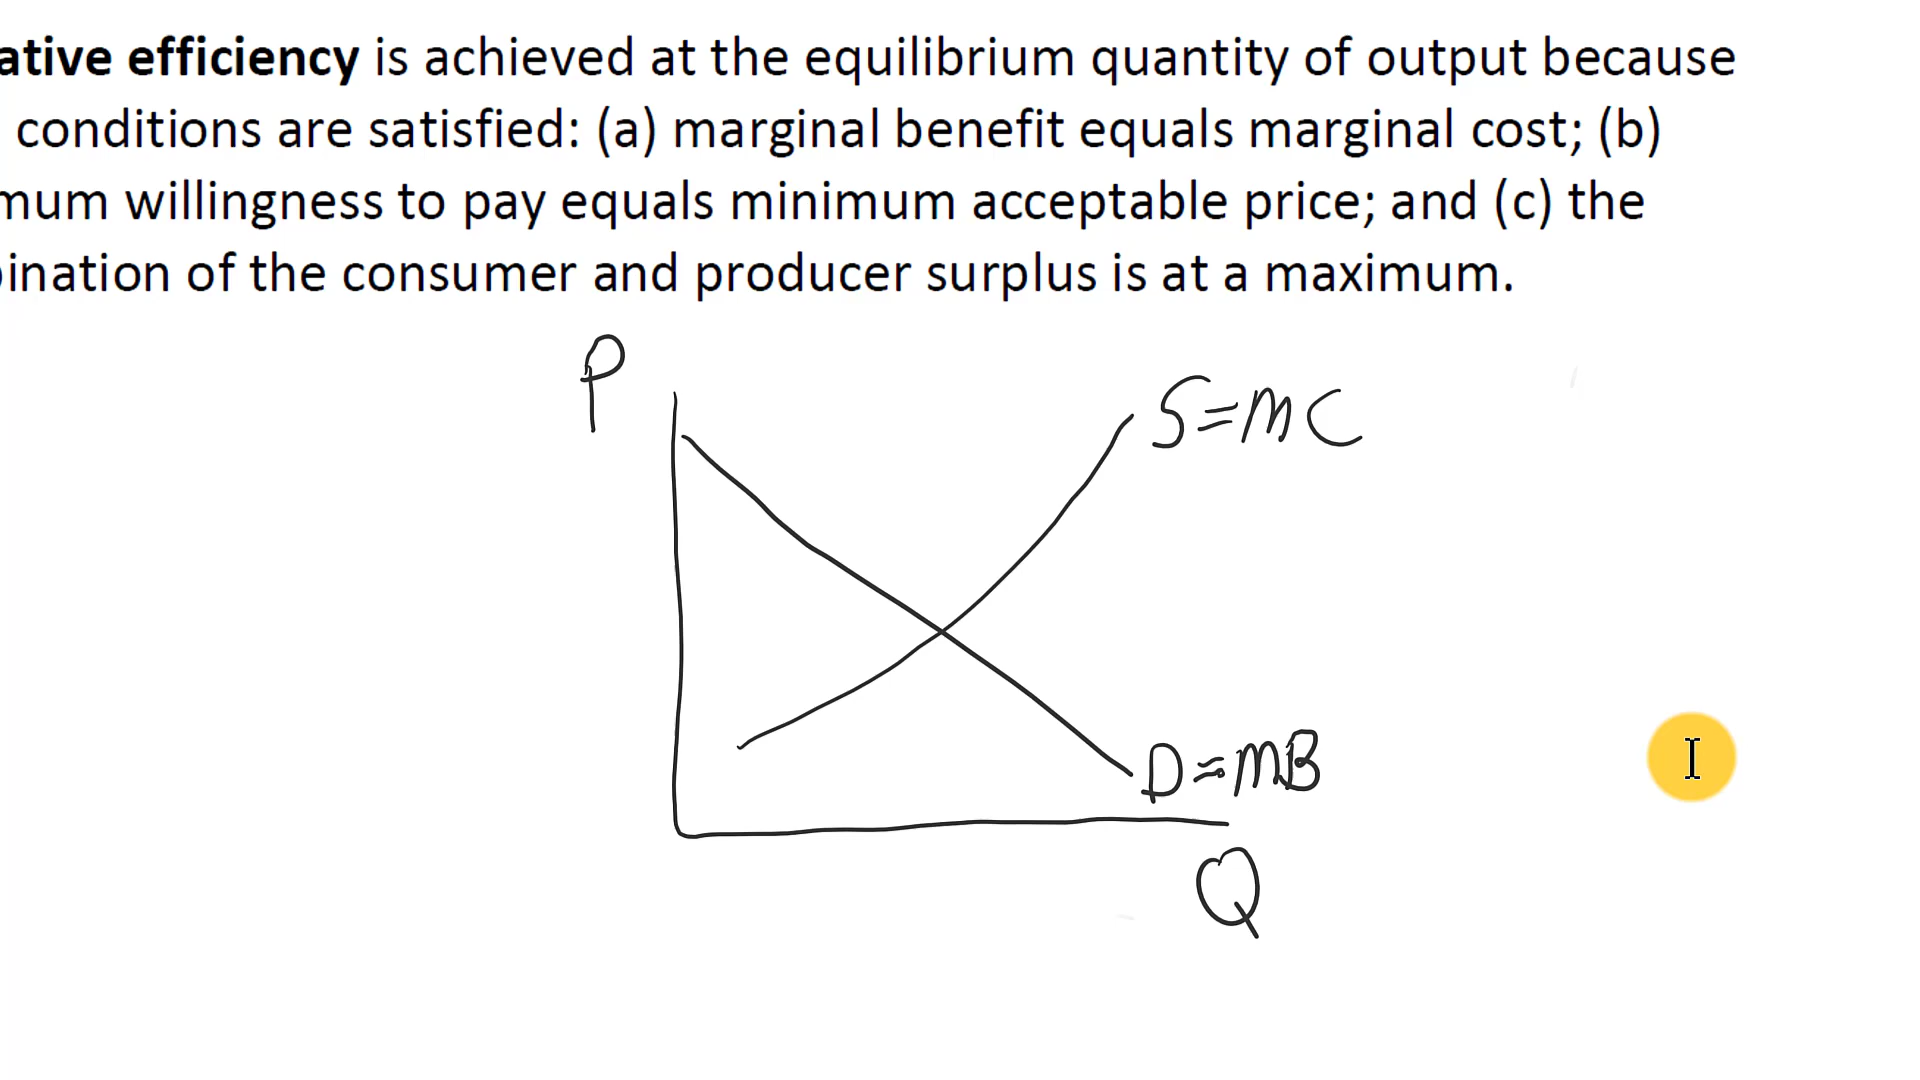 ative efficiency is achieved at the equilibrium quantity of output because
conditions are satisfied: (a) marginal benefit equals marginal cost; (b)
mum willingness to pay equals minimum acceptable price; and (c) the
ination of the consumer and producer surplus is at a maximum.
P
S=MC
D=MB
Q